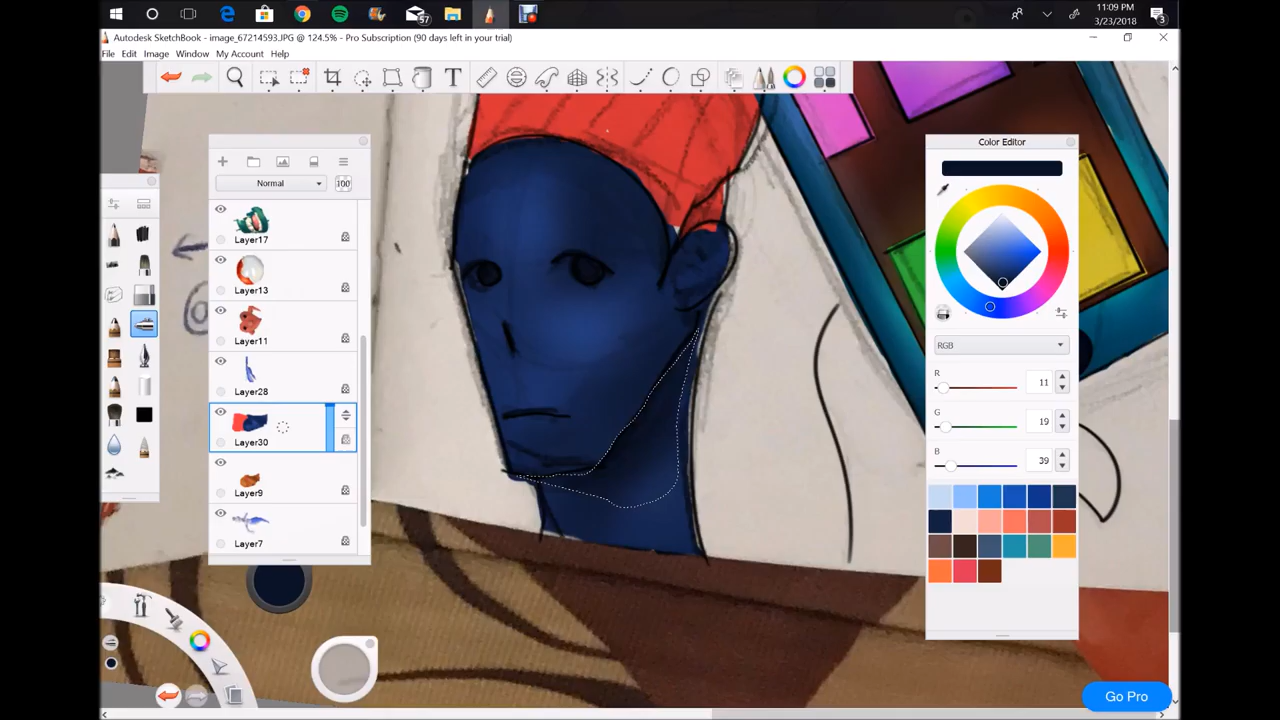 57
11:09 PM
3/23/2018
3
Autodesk SketchBook - image_67214593.JPG @ 124.5% - Pro Subscription (90 days left in your trial)
File Edit Image Window My Account Help
T
Normal 100
Layer17
Layer13
Layer11
Layer28
Layer30
Layer9
Layer7
Color Editor
RGB
R 11
G 19
B 39
Go Pro